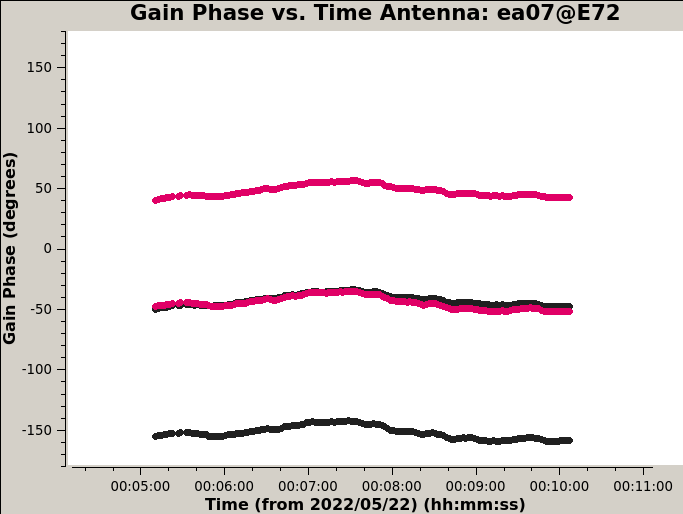 Gain Phase vs. Time Antenna: ea07@E72
150
100
50
0
-50
-100
-150
Gain Phase (degrees)
00:05:00 00:06:00 00:07:00 00:08:00 00:09:00 00:10:00 00:11:00
Time (from 2022/05/22) (hh:mm:ss)